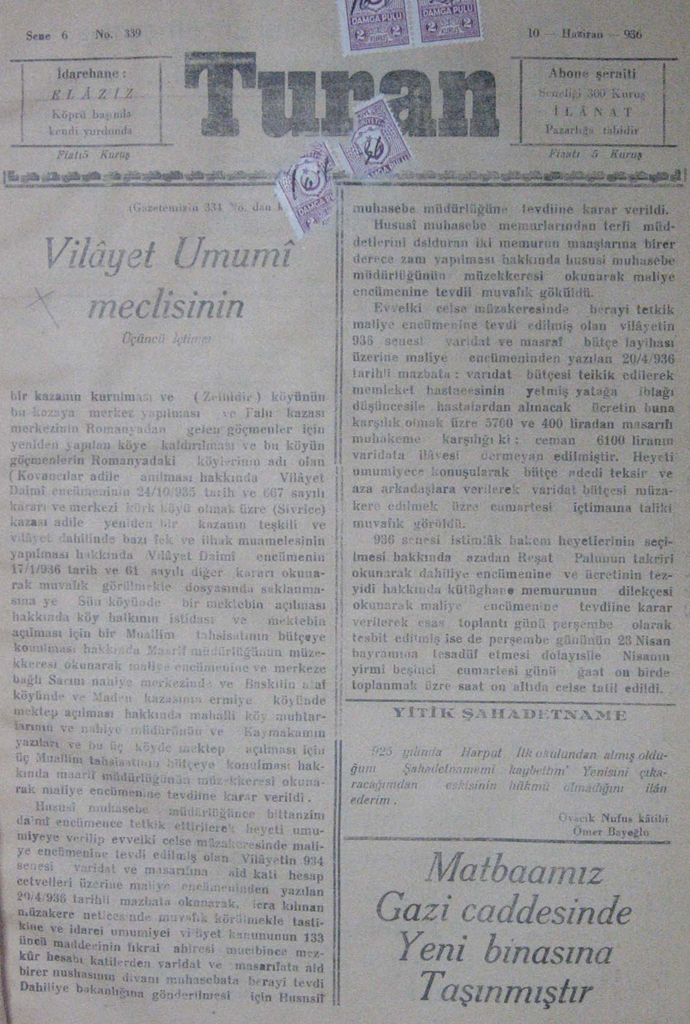 Sene 6 No. 339
10 — Haziran — 936
İdarehane :
ELÂZİZ
Köprü başında
kendi yurdunda
Fiatı5 Kuruş
Turan
Abone şeraiti
Seneliği 300 Kuruş
İLÂNAT
Pazarlığa tâbidir
Fiatı 5 Kuruş
DAMGA PULU
DAMGA PULU
(Gazetemizin 334 No. dan
Vilâyet Umumî
meclisinin
Üçüncü İçtimaı
bir kazanın kurulması ve (Zeindir) köyünün
bu kazaya merkez yapılması ve Palu kazası
merkezinin Romanyadan gelen göçmenler için
yeniden yapılan köye kaldırılması ve bu köyün
göçmenlerin Romanyadaki köylerinin adı olan
(Kovancılar adile anılması hakkında Vilâyet
Daimî encümeninin 24/10/935 tarih ve 667 sayılı
kararı ve merkezi kürk köyü olmak üzre (Sivrice)
kazası adile yeniden bir kazanın teşkili ve
vilâyet dahilinde bazı fek ve ilhak muamelesinin
yapılması hakkında Vilâyet Daimî encümenin
17/1/936 tarih ve 61 sayılı diğer kararı okuna-
rak muvafık görülmekle dosyasında saklanma-
sına ve Sün köyünde bir mektebin açılması
hakkında köy halkının istidası ve mektebin
açılması için bir Muallim tahsisatının bütçeye
konulması hakkında Maarif müdürlüğünün müze-
kkeresi okunarak maliye encümenine ve merkeze
bağlı Sarını nahiye merkezinde ve Baskilin
köyünde ve Maden kazasının ermiye köyünde
mektep açılması hakkında mahalli köy muhtar-
larının ve nahiye müdürünün ve Kaymakamın
yazıları ve bu üç köyde mektep açılması için
üç Muallim tahsisatının bütçeye konulması hak-
kında maarif müdürlüğünün müzekkeresi okuna-
rak maliye encümenine tevdiine karar verildi.
Hususî muhasebe müdürlüğünce bittanzim
daimî encümence tetkik ettirilerek heyeti umu-
miyeye verilip evvelki celse müzakeresinde mali-
ye encümenine tevdi edilmiş olan Vilâyetin 934
senesi varidat ve masarifına aid kati hesap
cetvelleri üzerine maliye encümeninden yazılan
20/4/936 tarihli mazbata okunarak, icra kılınan
müzakere neticesinde muvafık körülmekle tasti-
kine ve idarei umumiyei vilâyet kanununun 133
üncü maddecinin fıkrai ahiresi mucibince mez-
kûr hesabı katilerden varidat ve masarifata aid
birer nushasının divanı muhasebata berayi tevdi
Dahiliye bakanlığına gönderilmesi için Hususî
muhasebe müdürlüğüne tevdiine karar verildi.
Hususî muhasebe memurlarından terfi müd-
detlerini dolduran iki memurun maaşlarına birer
derece zam yapılması hakkında hususi muhasebe
müdürlüğünün müzekkeresi okunarak maliye
encümenine tevdii muvafık göküldü.
Evvelki celse müzakeresinde berayi tetkik
maliye encümenine tevdi edilmiş olan vilâyetin
936 senesi varidat ve masraf bütçe layihası
üzerine maliye encümeninden yazılan 20/4/936
tarihli mazbata : varidat bütçesi tetkik edilerek
memleket hastanesinin yetmiş yatağa iblağı
düşüncesile hastalardan alınacak ücretin buna
karşılık olmak üzre 5700 ve 400 liradan masarifi
muhakeme karşılığı ki : ceman 6100 liranın
varidata ilâvesi dermeyan edilmiştir. Heyeti
umumiyece konuşularak bütçe adedi teksir ve
aza arkadaşlara verilerek varidat bütçesi müza-
kere edilmek üzre cumartesi içtimaına taliki
muvafık görüldü.
936 senesi istimlâk hakem heyetlerinin seçi-
lmesi hakkında azadan Reşat Palunun takriri
okunarak dahiliye encümenine ve ücretinin tez-
yidi hakkında kütüghane memurunun dilekçesi
okunarak maliye encümenine tevdiine karar
verilerek esas toplantı günü perşembe olarak
tesbit edilmiş ise de perşembe gününün 23 Nisan
bayramına tesadüf etmesi dolayısile Nisanın
yirmi beşinci cumartesi günü saat on birde
toplanmak üzre saat on altıda celse tatil edildi.
YİTİK ŞAHADETNAME
925 yılında Harput İlkokulundan almış oldu-
ğum Şahadetnamemi kaybettim Yenisini çıka-
racağımdan eskisinin hükmü olmadığını ilân
ederim.
Ovacık Nufus kâtibi
Ömer Bayoğlu
Matbaamız
Gazi caddesinde
Yeni binasına
Taşınmıştır